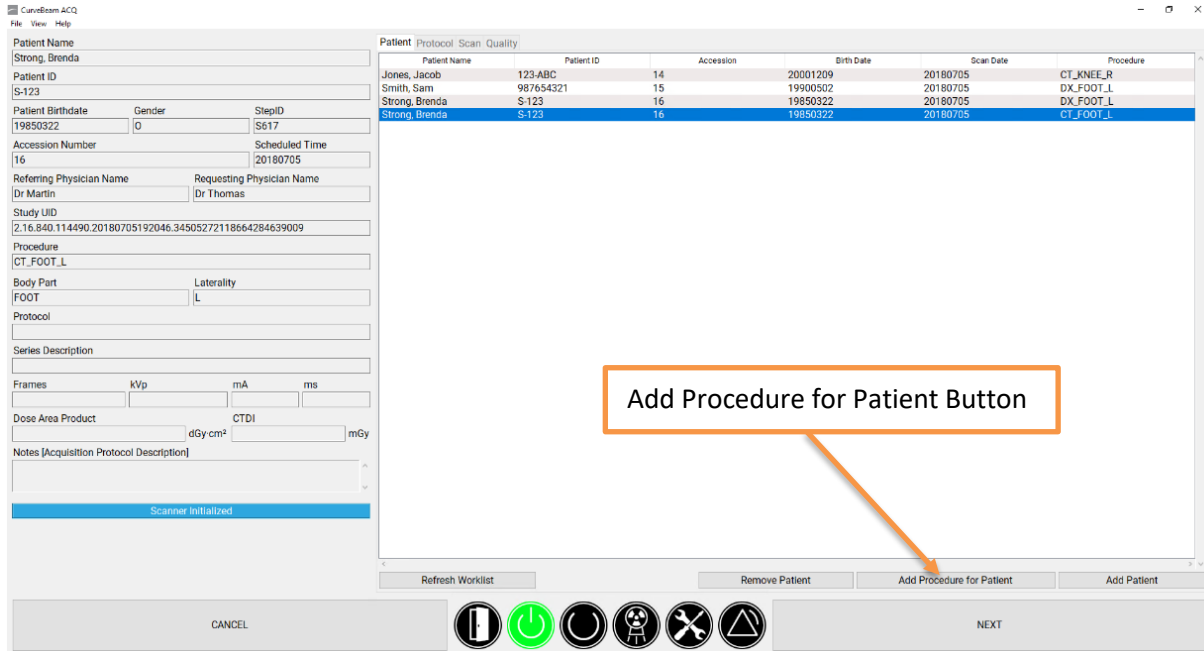 CurveBeam ACQ
File View Help
Patient Name
Strong, Brenda
Patient ID
S-123
Patient Birthdate Gender StepID
19850322 O S617
Accession Number Scheduled Time
16 20180705
Referring Physician Name Requesting Physician Name
Dr Martin Dr Thomas
Study UID
2.16.840.114490.20180705192046.34505272118664284639009
Procedure
CT_FOOT_L
Body Part Laterality
FOOT L
Protocol
Series Description
Frames kVp mA ms
Dose Area Product CTDI
dGy·cm² mGy
Notes [Acquisition Protocol Description]
Scanner Initialized
Patient Protocol Scan Quality
Patient Name Patient ID Accession Birth Date Scan Date Procedure
Jones, Jacob 123-ABC 14 20001209 20180705 CT_KNEE_R
Smith, Sam 987654321 15 19900502 20180705 DX_FOOT_L
Strong, Brenda S-123 16 19850322 20180705 DX_FOOT_L
Strong, Brenda S-123 16 19850322 20180705 CT_FOOT_L
Add Procedure for Patient Button
Refresh Worklist Remove Patient Add Procedure for Patient Add Patient
CANCEL NEXT